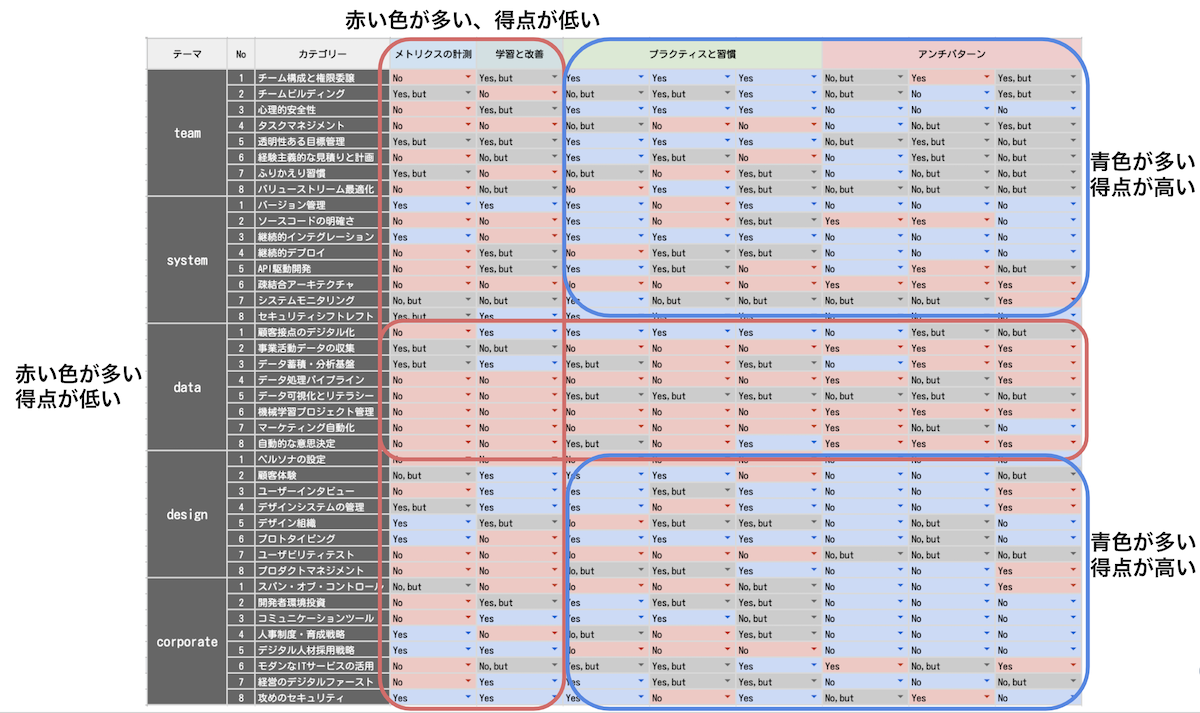 赤い色が多い、得点が低い
テーマ No カテゴリー メトリクスの計測 学習と改善 プラクティスと習慣 アンチパターン
team
1 チーム構成と権限委譲 No Yes, but Yes Yes Yes No, but Yes Yes, but
2 チームビルディング Yes, but No No, but Yes, but Yes No, but No Yes, but
3 心理的安全性 No Yes, but Yes Yes Yes No No No
4 タスクマネジメント No No No, but No No No No, but Yes, but
5 透明性ある目標管理 Yes, but Yes, but Yes Yes Yes No, but Yes, but No, but
6 経験主義的な見積りと計画 No No, but Yes Yes, but No No Yes, but No, but
7 ふりかえり習慣 Yes, but No No, but No Yes, but No No, but No, but
8 バリューストリーム最適化 No No, but No Yes Yes, but No, but No, but No, but
system
1 バージョン管理 Yes Yes Yes No Yes No No No
2 ソースコードの明確さ No No Yes No Yes, but Yes Yes No
3 継続的インテグレーション Yes No Yes Yes Yes No No No
4 継続的デプロイ No Yes, but No Yes, but Yes, but No No No
5 API駆動開発 No Yes, but Yes Yes, but No No Yes No, but
6 疎結合アーキテクチャ No No No No No Yes Yes Yes
7 システムモニタリング No, but No, but Yes No, but No, but No, but No, but Yes
8 セキュリティシフトレフト Yes, but Yes Yes
data
1 顧客接点のデジタル化 No Yes Yes Yes Yes No Yes, but No, but
2 事業活動データの収集 Yes, but No, but No No No Yes Yes Yes
3 データ蓄積・分析基盤 Yes, but Yes Yes, but No No, but No Yes Yes
4 データ処理パイプライン No No No No No Yes No, but Yes
5 データ可視化とリテラシー No No Yes, but Yes, but Yes, but No, but No, but Yes
6 機械学習プロジェクト管理 No No No No No Yes Yes Yes
7 マーケティング自動化 No No No No No Yes No, but No
8 自動的な意思決定 No No Yes, but No Yes Yes Yes Yes
design
1 ペルソナの設定
2 顧客体験 No, but Yes Yes Yes No No No No, but
3 ユーザーインタビュー No Yes Yes Yes, but Yes No No Yes
4 デザインシステムの管理 Yes, but Yes Yes No Yes No No Yes
5 デザイン組織 Yes Yes, but No Yes, but Yes, but No No, but No
6 プロトタイピング Yes No Yes Yes Yes No No No
7 ユーザビリティテスト No No No No No No, but No, but No, but
8 プロダクトマネジメント No No No, but Yes, but Yes No No Yes
corporate
1 スパン・オブ・コントロール No, but No No No No, but No No Yes
2 開発者環境投資 No Yes, but Yes Yes, but Yes, but No No No
3 コミュニケーションツール No Yes Yes Yes No, but No No No
4 人事制度・育成戦略 Yes No No, but No Yes, but No No No
5 デジタル人材採用戦略 Yes Yes No No No No No No
6 モダンなITサービスの活用 No No, but Yes, but Yes, but Yes Yes No, but Yes
7 経営のデジタルファースト No Yes Yes Yes, but Yes, but No No No, but
8 攻めのセキュリティ Yes Yes Yes No Yes No, but Yes No
青色が多い
得点が高い
赤い色が多い
得点が低い
青色が多い
得点が高い